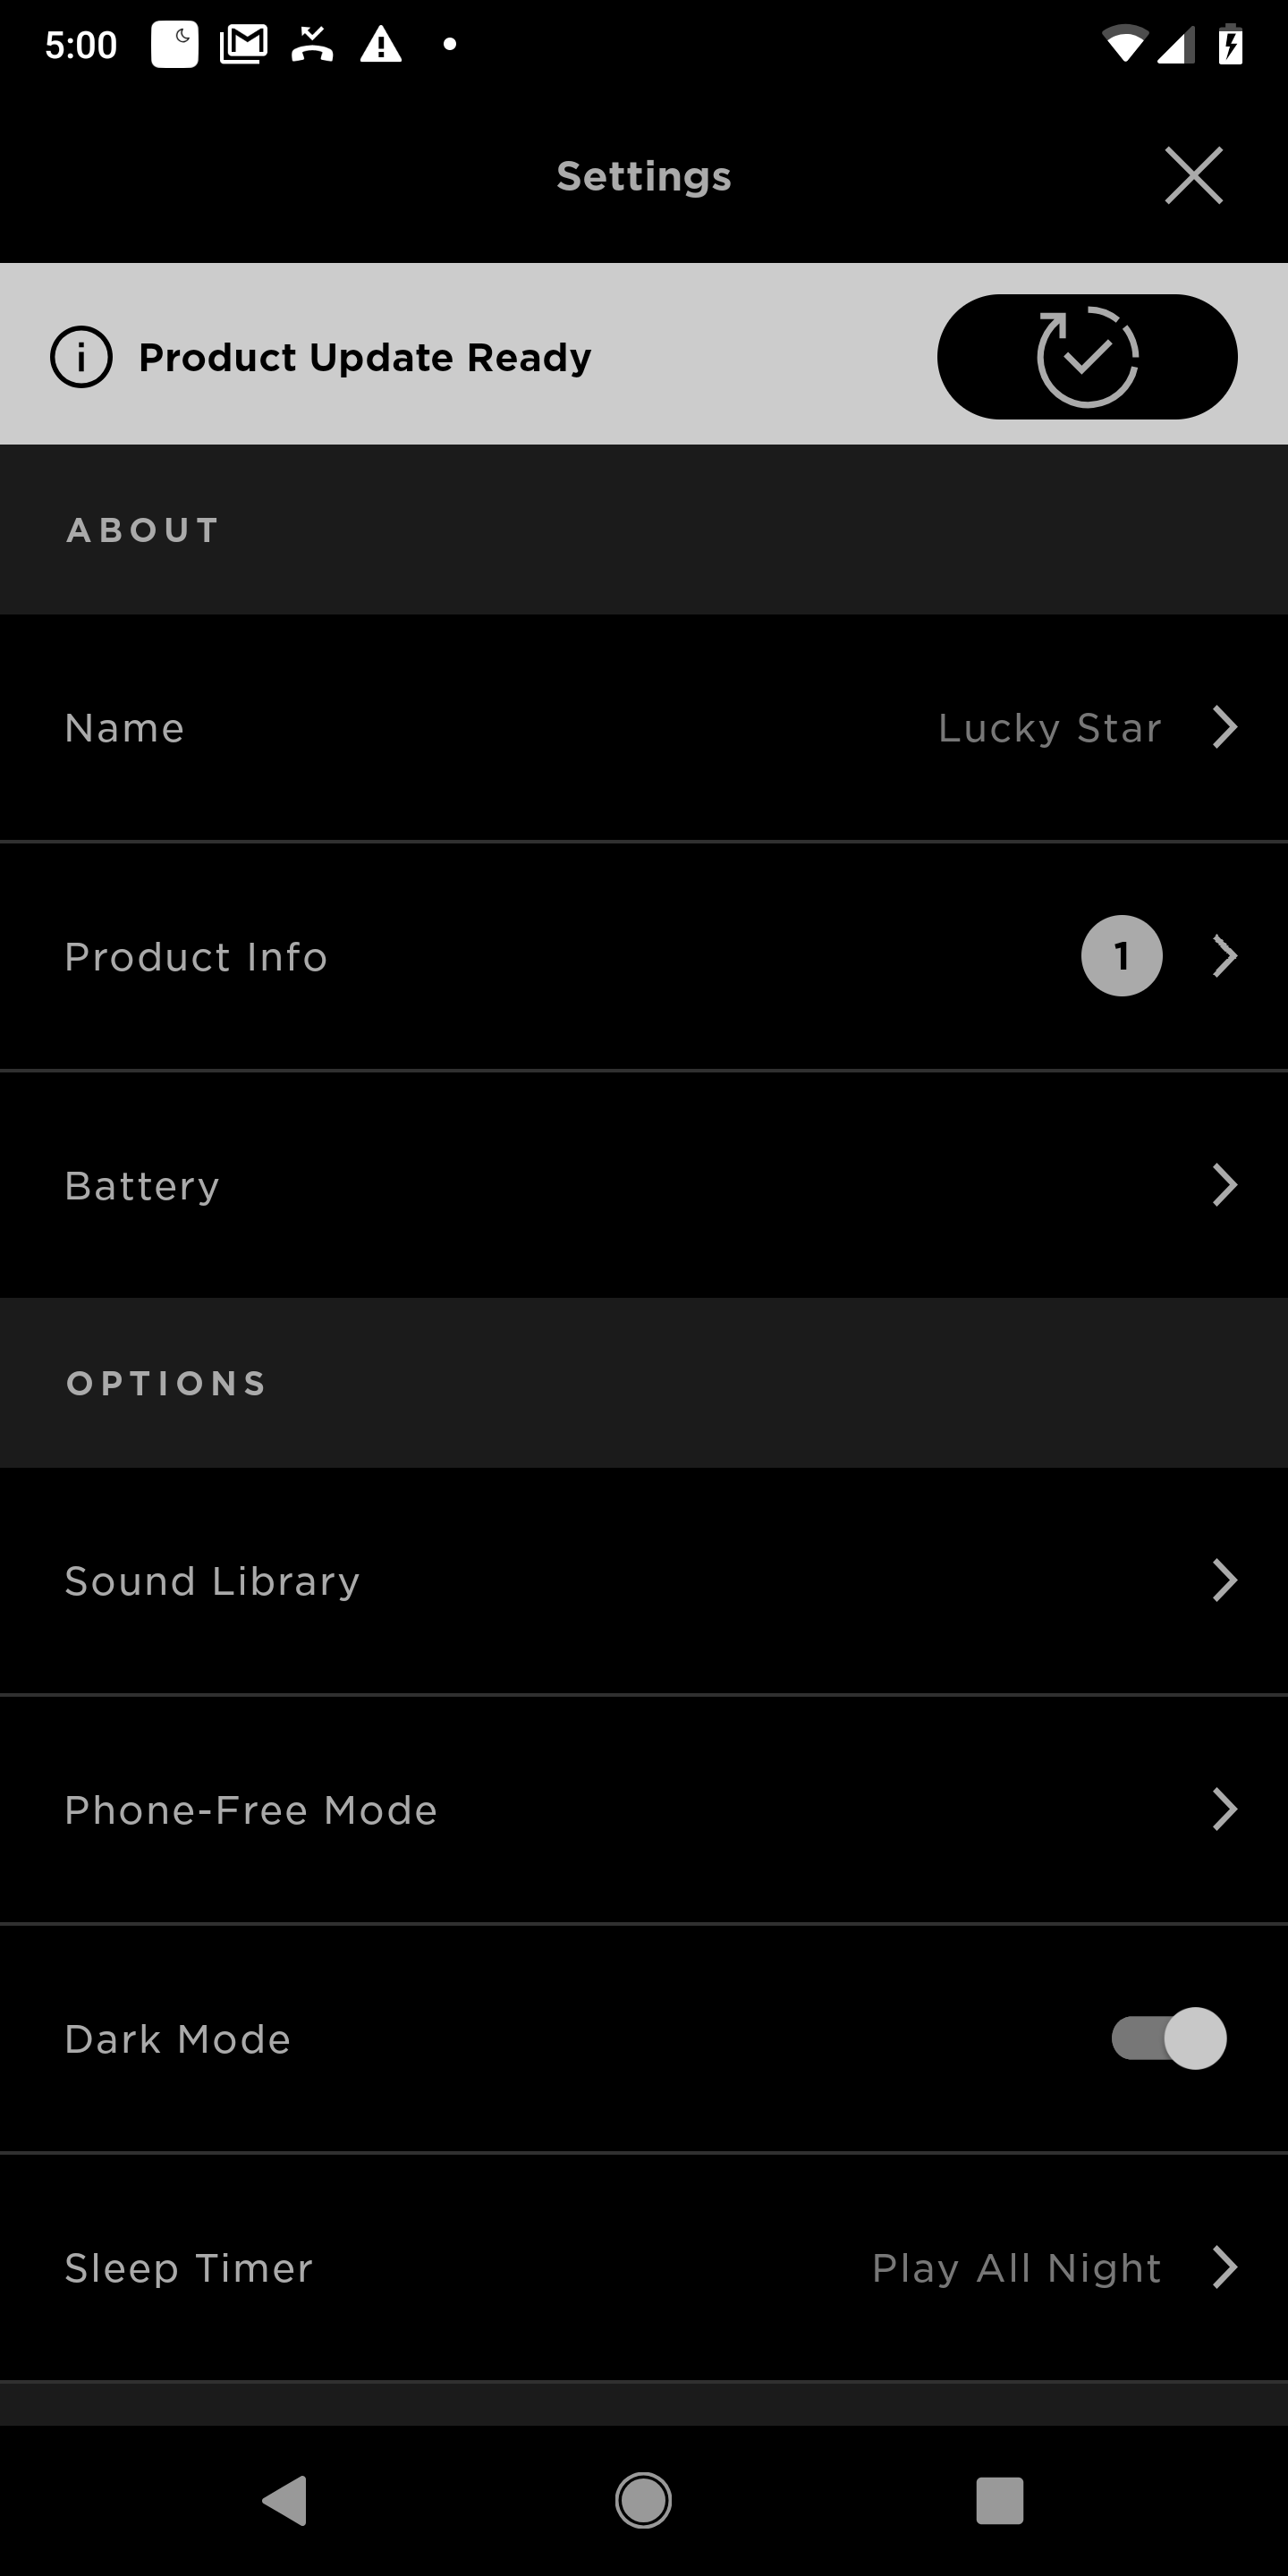 5:00
Settings
Product Update Ready
ABOUT
Name Lucky Star
Product Info 1
Battery
OPTIONS
Sound Library
Phone-Free Mode
Dark Mode
Sleep Timer Play All Night